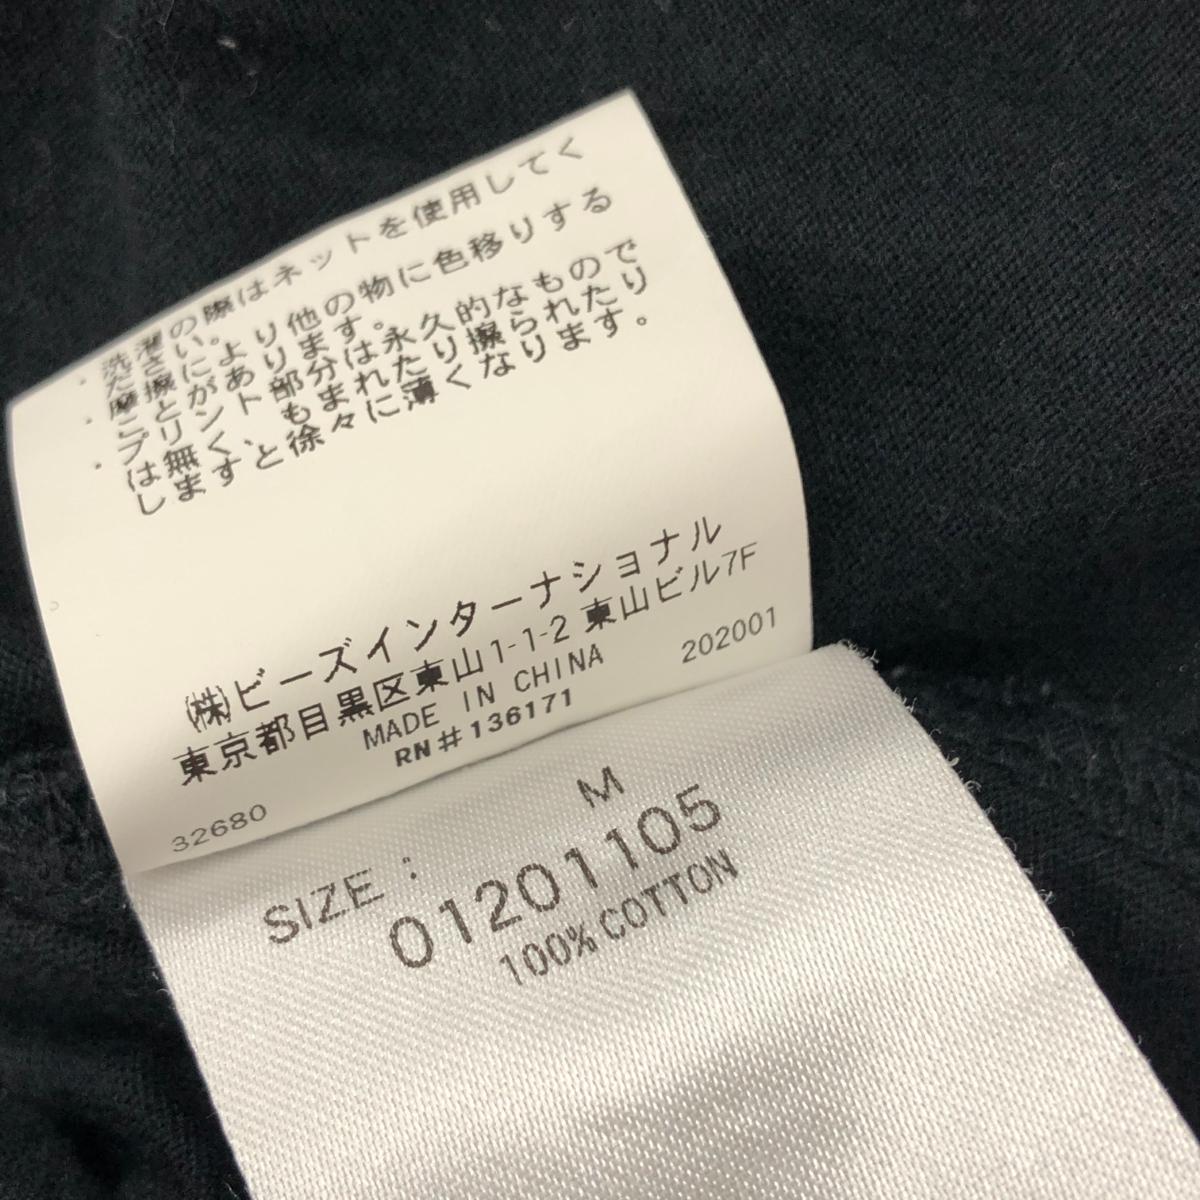 ・洗濯の際はネットを使用してく
ださい。
・摩擦により他の物に色移りする
ことがあります。
・プリント部分は永久的なもので
は無く、もまれたり擦られたり
しますと徐々に薄くなります。
㈱ビーズインターナショナル
東京都目黒区東山1-1-2 東山ビル7F
MADE IN CHINA 202001
RN#136171
32680
SIZE: M
01201105
100% COTTON